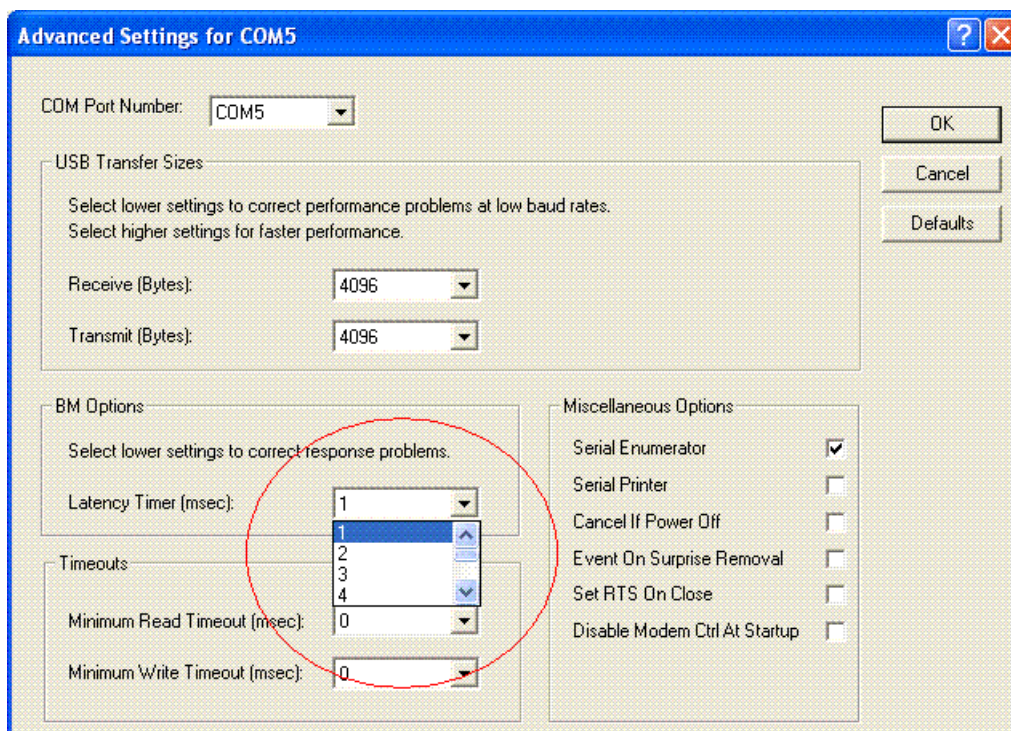 Advanced Settings for COM5
COM Port Number: COM5
OK
Cancel
Defaults
USB Transfer Sizes
Select lower settings to correct performance problems at low baud rates.
Select higher settings for faster performance.
Receive (Bytes): 4096
Transmit (Bytes): 4096
BM Options
Select lower settings to correct response problems.
Latency Timer (msec): 1
1
2
3
4
Timeouts
Minimum Read Timeout (msec): 0
Minimum Write Timeout (msec): 0
Miscellaneous Options
Serial Enumerator
Serial Printer
Cancel If Power Off
Event On Surprise Removal
Set RTS On Close
Disable Modem Ctrl At Startup